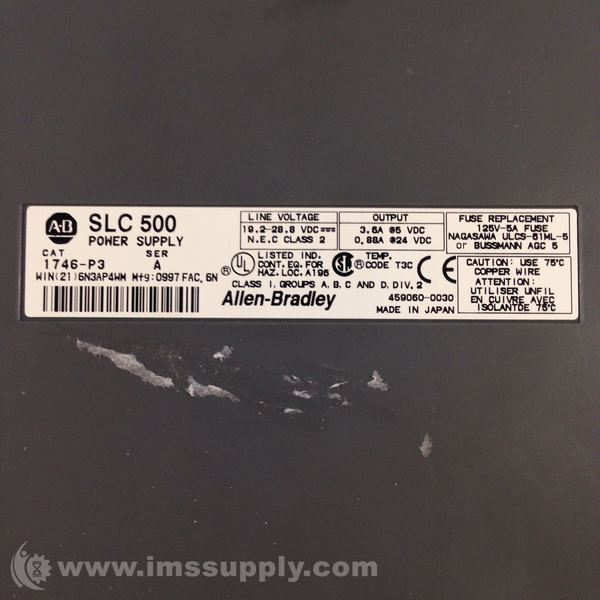 A·B
SLC 500
POWER SUPPLY
CAT SER
1746-P3 A
WIN(21)6N3AP4WM Mfg:0997 FAC,6N
LINE VOLTAGE
19.2-28.8 VDC
N.E.C CLASS 2
OUTPUT
3.6A @5 VDC
0.88A @24 VDC
FUSE REPLACEMENT
125V-5A FUSE
NAGASAWA ULCS-61ML-5
or BUSSMANN AGC 5
UL LISTED IND.
CONT.EQ.FOR
HAZ.LOC.A196
SA TEMP.
CODE T3C
CE
CLASS I.GROUPS A,B,C AND D,DIV.2
Allen-Bradley
459060-0030
MADE IN JAPAN
CAUTION: USE 75°C
COPPER WIRE
ATTENTION:
UTILISER UNFIL
EN CUIVRE AVEC
ISOLANTDE 75°C
www.imssupply.com